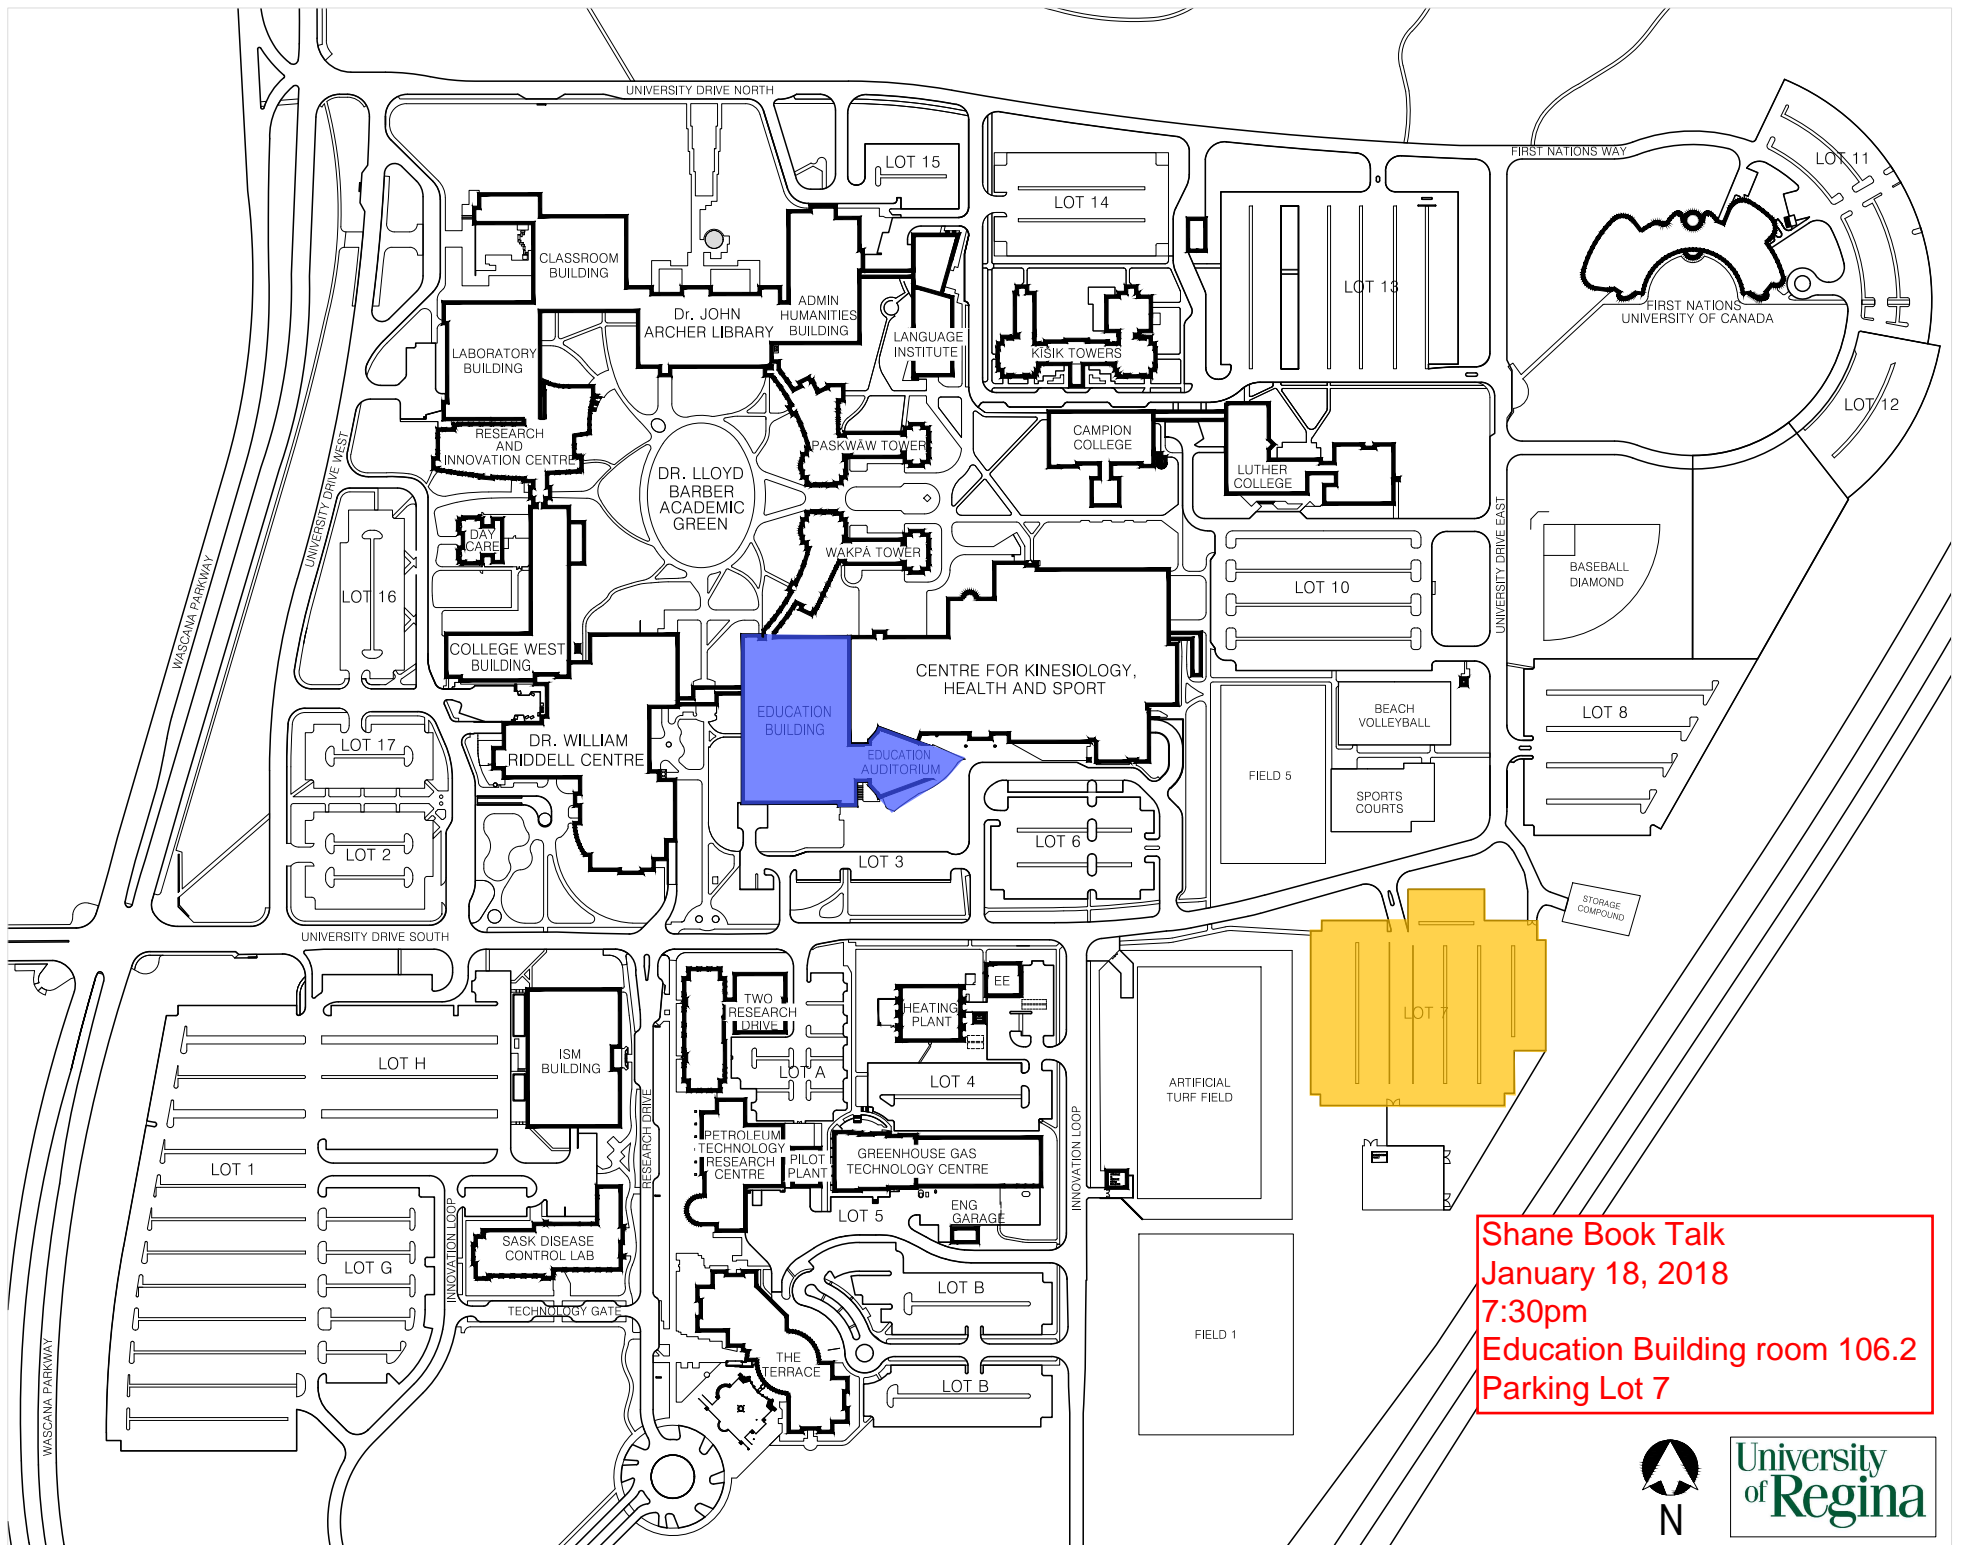 UNIVERSITY DRIVE NORTH
FIRST NATIONS WAY
LOT 11
LOT 15
LOT 14
CLASSROOM
BUILDING
LOT 13
ADMIN
HUMANITIES
BUILDING
Dr. JOHN
ARCHER LIBRARY
FIRST NATIONS
UNIVERSITY OF CANADA
LANGUAGE
INSTITUTE
KĪSIK TOWERS
LABORATORY
BUILDING
LOT 12
RESEARCH
AND
INNOVATION CENTRE
PASKWĀW TOWER
CAMPION
COLLEGE
LUTHER
COLLEGE
DR. LLOYD
BARBER
ACADEMIC
GREEN
UNIVERSITY DRIVE WEST
UNIVERSITY DRIVE EAST
DAY
CARE
WAKPĀ TOWER
WASCANA PARKWAY
LOT 16
LOT 10
BASEBALL
DIAMOND
COLLEGE WEST
BUILDING
CENTRE FOR KINESIOLOGY,
HEALTH AND SPORT
EDUCATION
BUILDING
BEACH
VOLLEYBALL
LOT 8
LOT 17
DR. WILLIAM
RIDDELL CENTRE
EDUCATION
AUDITORIUM
FIELD 5
SPORTS
COURTS
LOT 2
LOT 3
LOT 6
STORAGE
COMPOUND
UNIVERSITY DRIVE SOUTH
TWO
RESEARCH
DRIVE
EE
HEATING
PLANT
LOT 7
LOT H
ISM
BUILDING
LOT A
LOT 4
ARTIFICIAL
TURF FIELD
RESEARCH DRIVE
INNOVATION LOOP
PETROLEUM
TECHNOLOGY
RESEARCH
CENTRE
PILOT
PLANT
GREENHOUSE GAS
TECHNOLOGY CENTRE
LOT 1
LOT 5
ENG
GARAGE
INNOVATION LOOP
SASK DISEASE
CONTROL LAB
LOT G
TECHNOLOGY GATE
LOT B
FIELD 1
THE
TERRACE
LOT B
WASCANA PARKWAY
Shane Book Talk
January 18, 2018
7:30pm
Education Building room 106.2
Parking Lot 7
N
University
of Regina